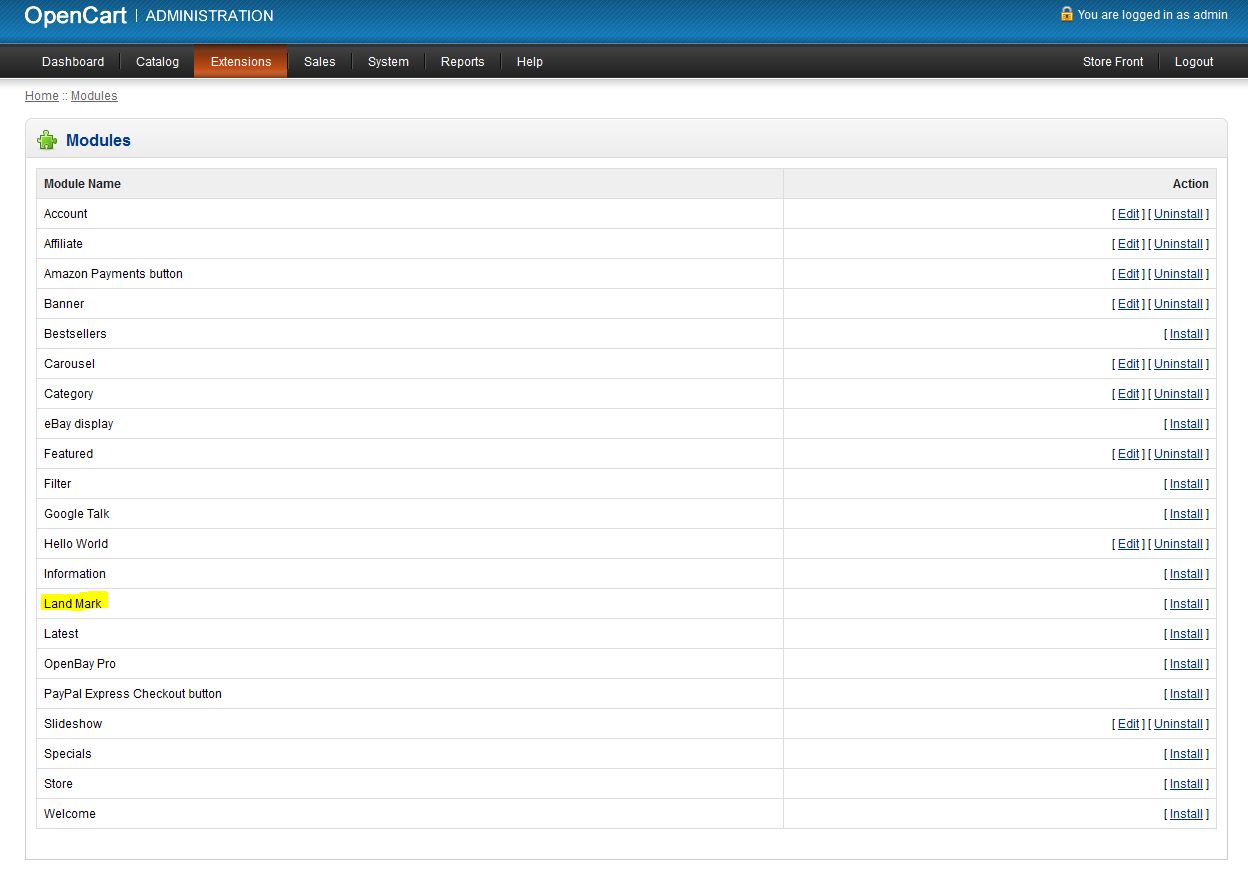 OpenCart | ADMINISTRATION You are logged in as admin
Dashboard Catalog Extensions Sales System Reports Help Store Front Logout
Home :: Modules
Modules
Module Name Action
Account [ Edit ] [ Uninstall ]
Affiliate [ Edit ] [ Uninstall ]
Amazon Payments button [ Edit ] [ Uninstall ]
Banner [ Edit ] [ Uninstall ]
Bestsellers [ Install ]
Carousel [ Edit ] [ Uninstall ]
Category [ Edit ] [ Uninstall ]
eBay display [ Install ]
Featured [ Edit ] [ Uninstall ]
Filter [ Install ]
Google Talk [ Install ]
Hello World [ Edit ] [ Uninstall ]
Information [ Install ]
Land Mark [ Install ]
Latest [ Install ]
OpenBay Pro [ Install ]
PayPal Express Checkout button [ Install ]
Slideshow [ Edit ] [ Uninstall ]
Specials [ Install ]
Store [ Install ]
Welcome [ Install ]